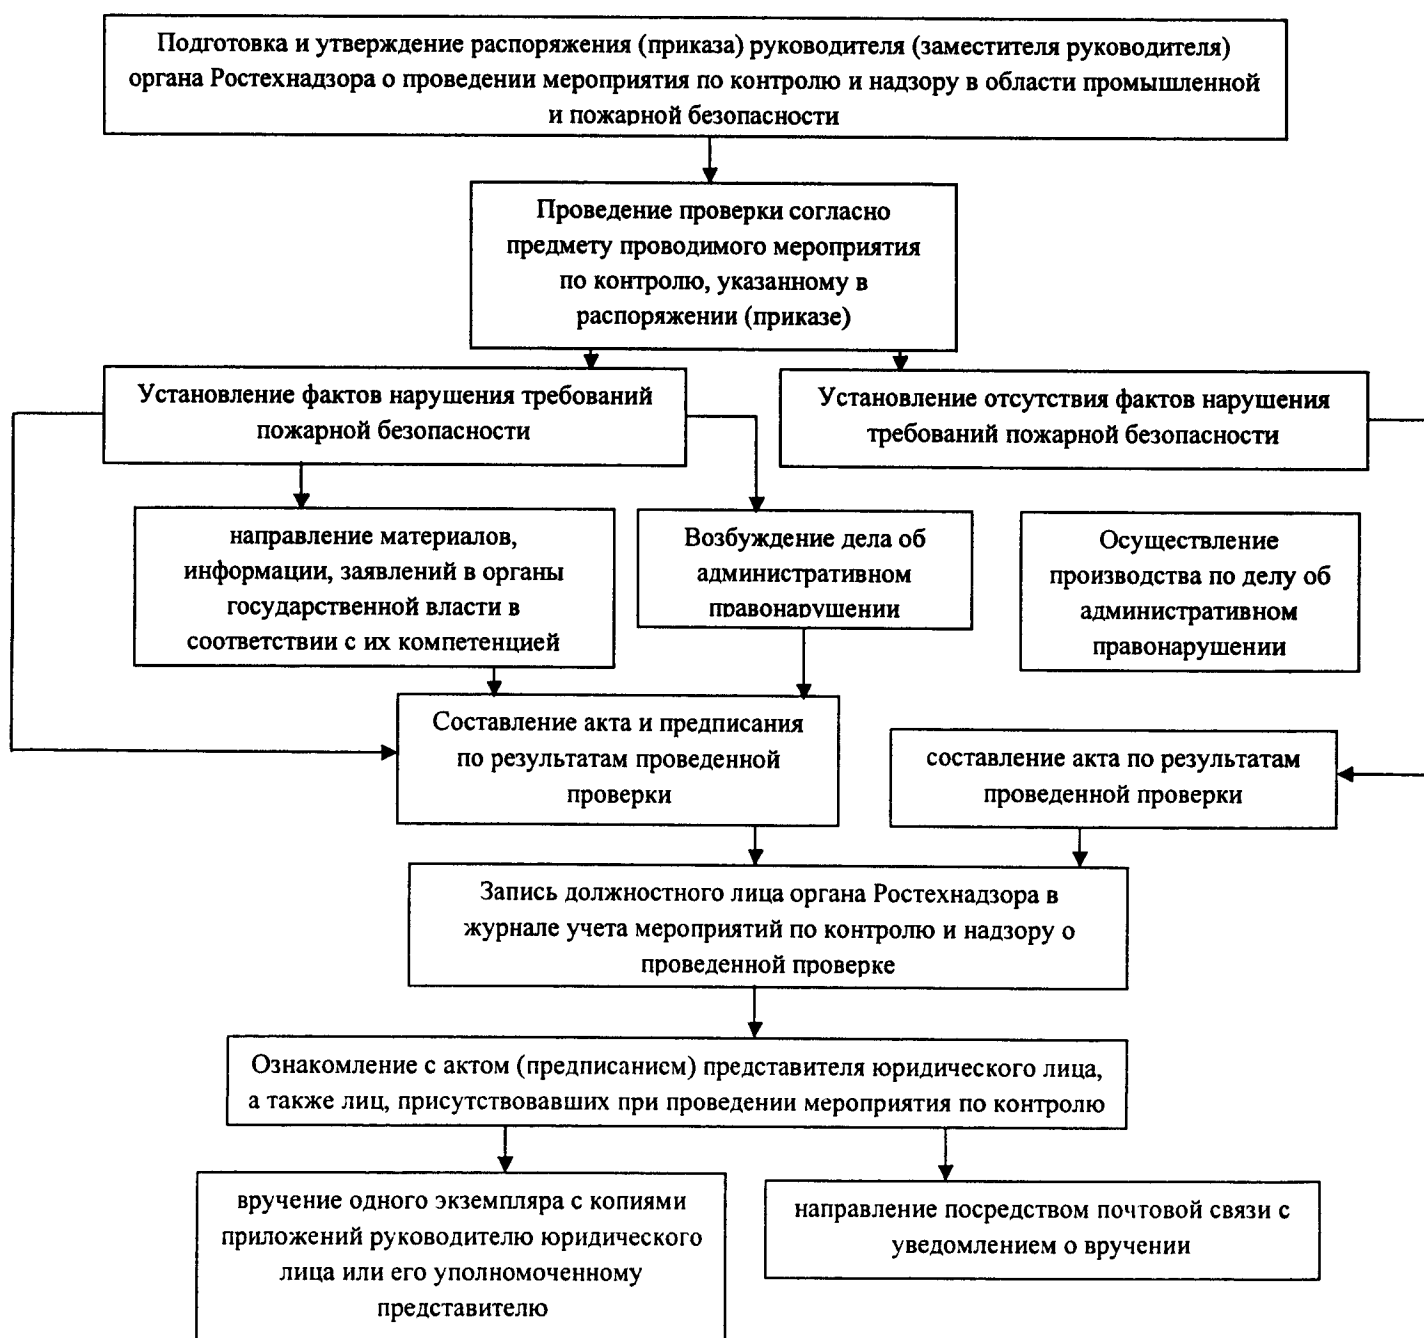 Подготовка и утверждение распоряжения (приказа) руководителя (заместителя руководителя)
органа Ростехнадзора о проведении мероприятия по контролю и надзору в области промышленной
и пожарной безопасности
Проведение проверки согласно
предмету проводимого мероприятия
по контролю, указанному в
распоряжении (приказе)
Установление фактов нарушения требований
пожарной безопасности
Установление отсутствия фактов нарушения
требований пожарной безопасности
направление материалов,
информации, заявлений в органы
государственной власти в
соответствии с их компетенцией
Возбуждение дела об
административном
правонарушении
Осуществление
производства по делу об
административном
правонарушении
Составление акта и предписания
по результатам проведенной
проверки
составление акта по результатам
проведенной проверки
Запись должностного лица органа Ростехнадзора в
журнале учета мероприятий по контролю и надзору о
проведенной проверке
Ознакомление с актом (предписанием) представителя юридического лица,
а также лиц, присутствовавших при проведении мероприятия по контролю
вручение одного экземпляра с копиями
приложений руководителю юридического
лица или его уполномоченному
представителю
направление посредством почтовой связи с
уведомлением о вручении